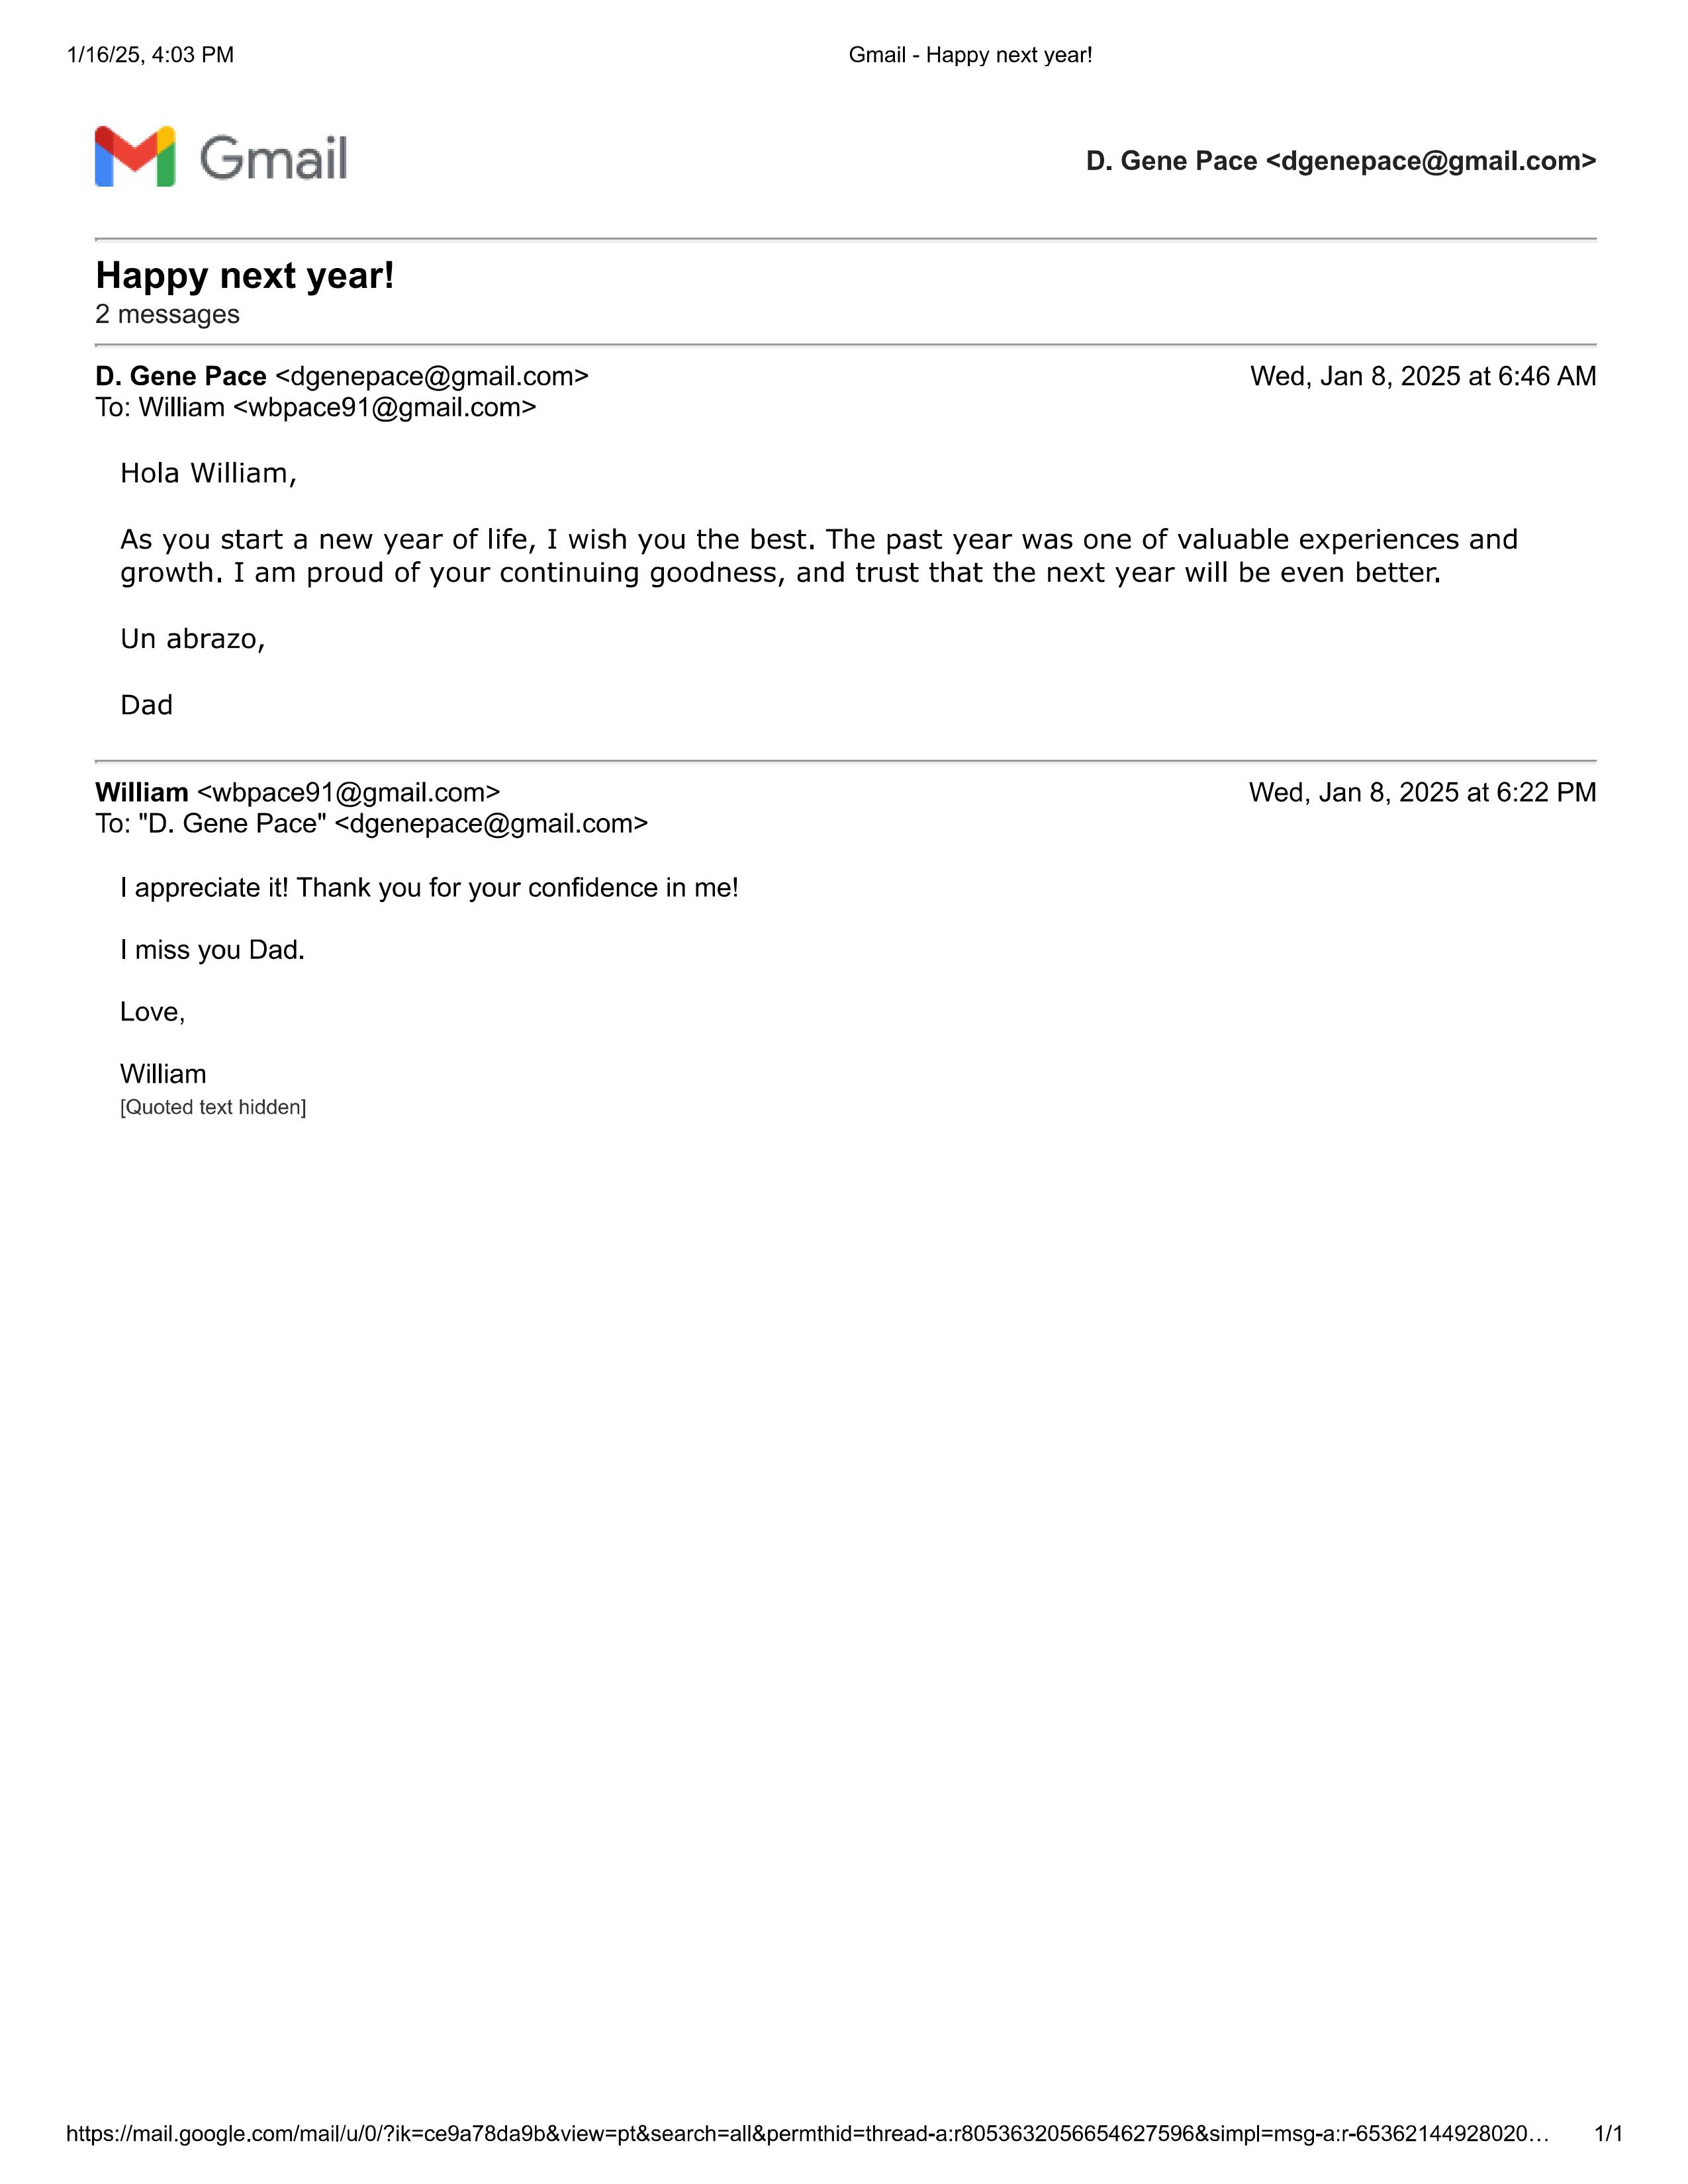 1/16/25, 4:03 PM
Gmail - Happy next year!
Gmail
D. Gene Pace <dgenepace@gmail.com>
Happy next year!
2 messages
D. Gene Pace <dgenepace@gmail.com>
Wed, Jan 8, 2025 at 6:46 AM
To: William <wbpace91@gmail.com>
Hola William,
As you start a new year of life, I wish you the best. The past year was one of valuable experiences and
growth. I am proud of your continuing goodness, and trust that the next year will be even better.
Un abrazo,
Dad
William <wbpace91@gmail.com>
Wed, Jan 8, 2025 at 6:22 PM
To: "D. Gene Pace" <dgenepace@gmail.com>
I appreciate it! Thank you for your confidence in me!
I miss you Dad.
Love,
William
[Quoted text hidden]
https://mail.google.com/mail/u/0/?ik=ce9a78da9b&view=pt&search=all&permthid=thread-a:r8053632056654627596&simpl=msg-a:r-65362144928020…
1/1